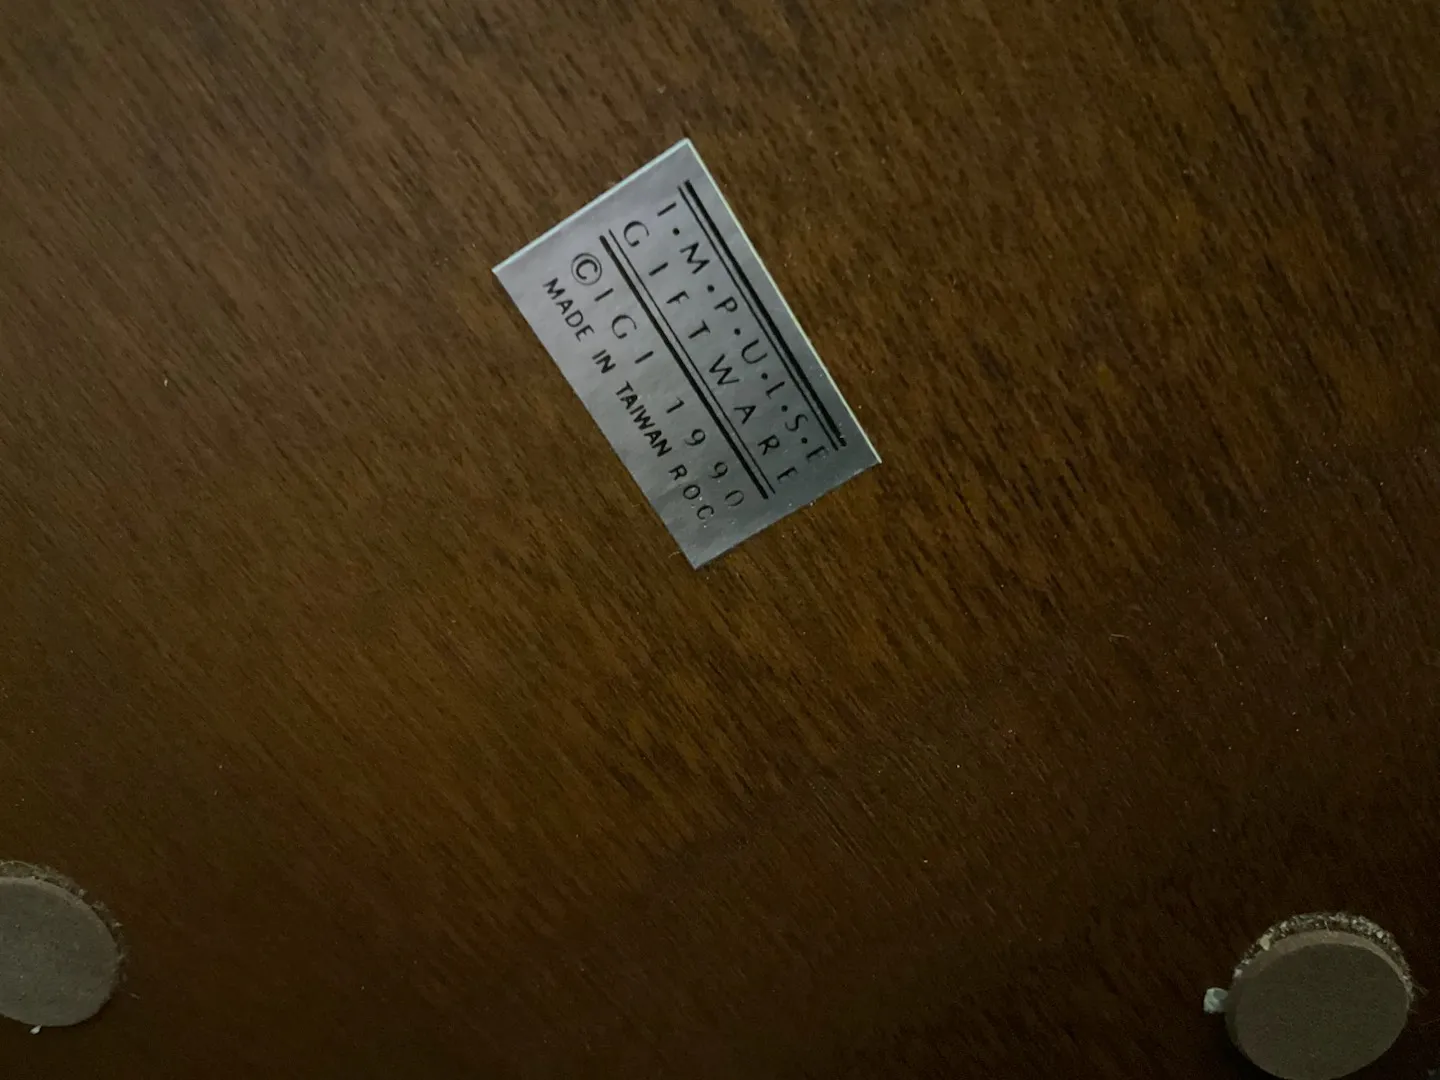 I•M•P•U•L•S•E
GIFTWARE
© IGI 1990
MADE IN TAIWAN R.O.C.